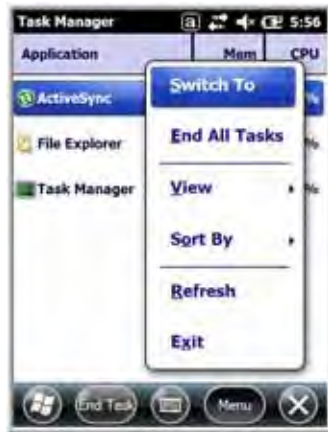 Task Manager a 5:56
Application Mem CPU
ActiveSync %
File Explorer %
Task Manager %
Switch To
End All Tasks
View
Sort By
Refresh
Exit
End Task Menu